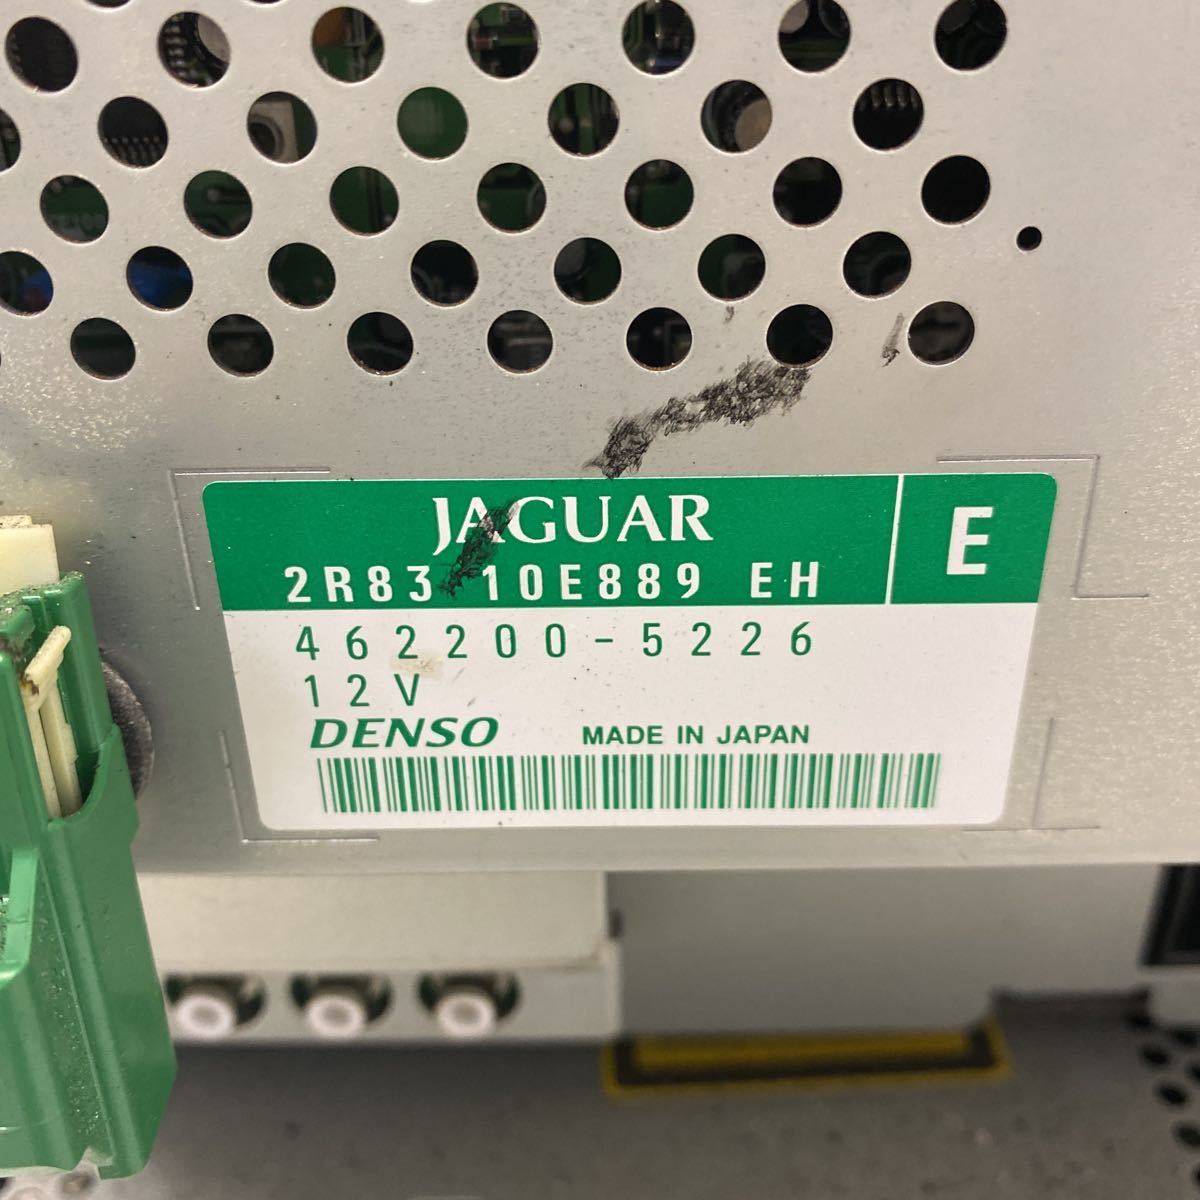 JAGUAR
2R83 10E889 EH
E
462200-5226
12V
DENSO MADE IN JAPAN